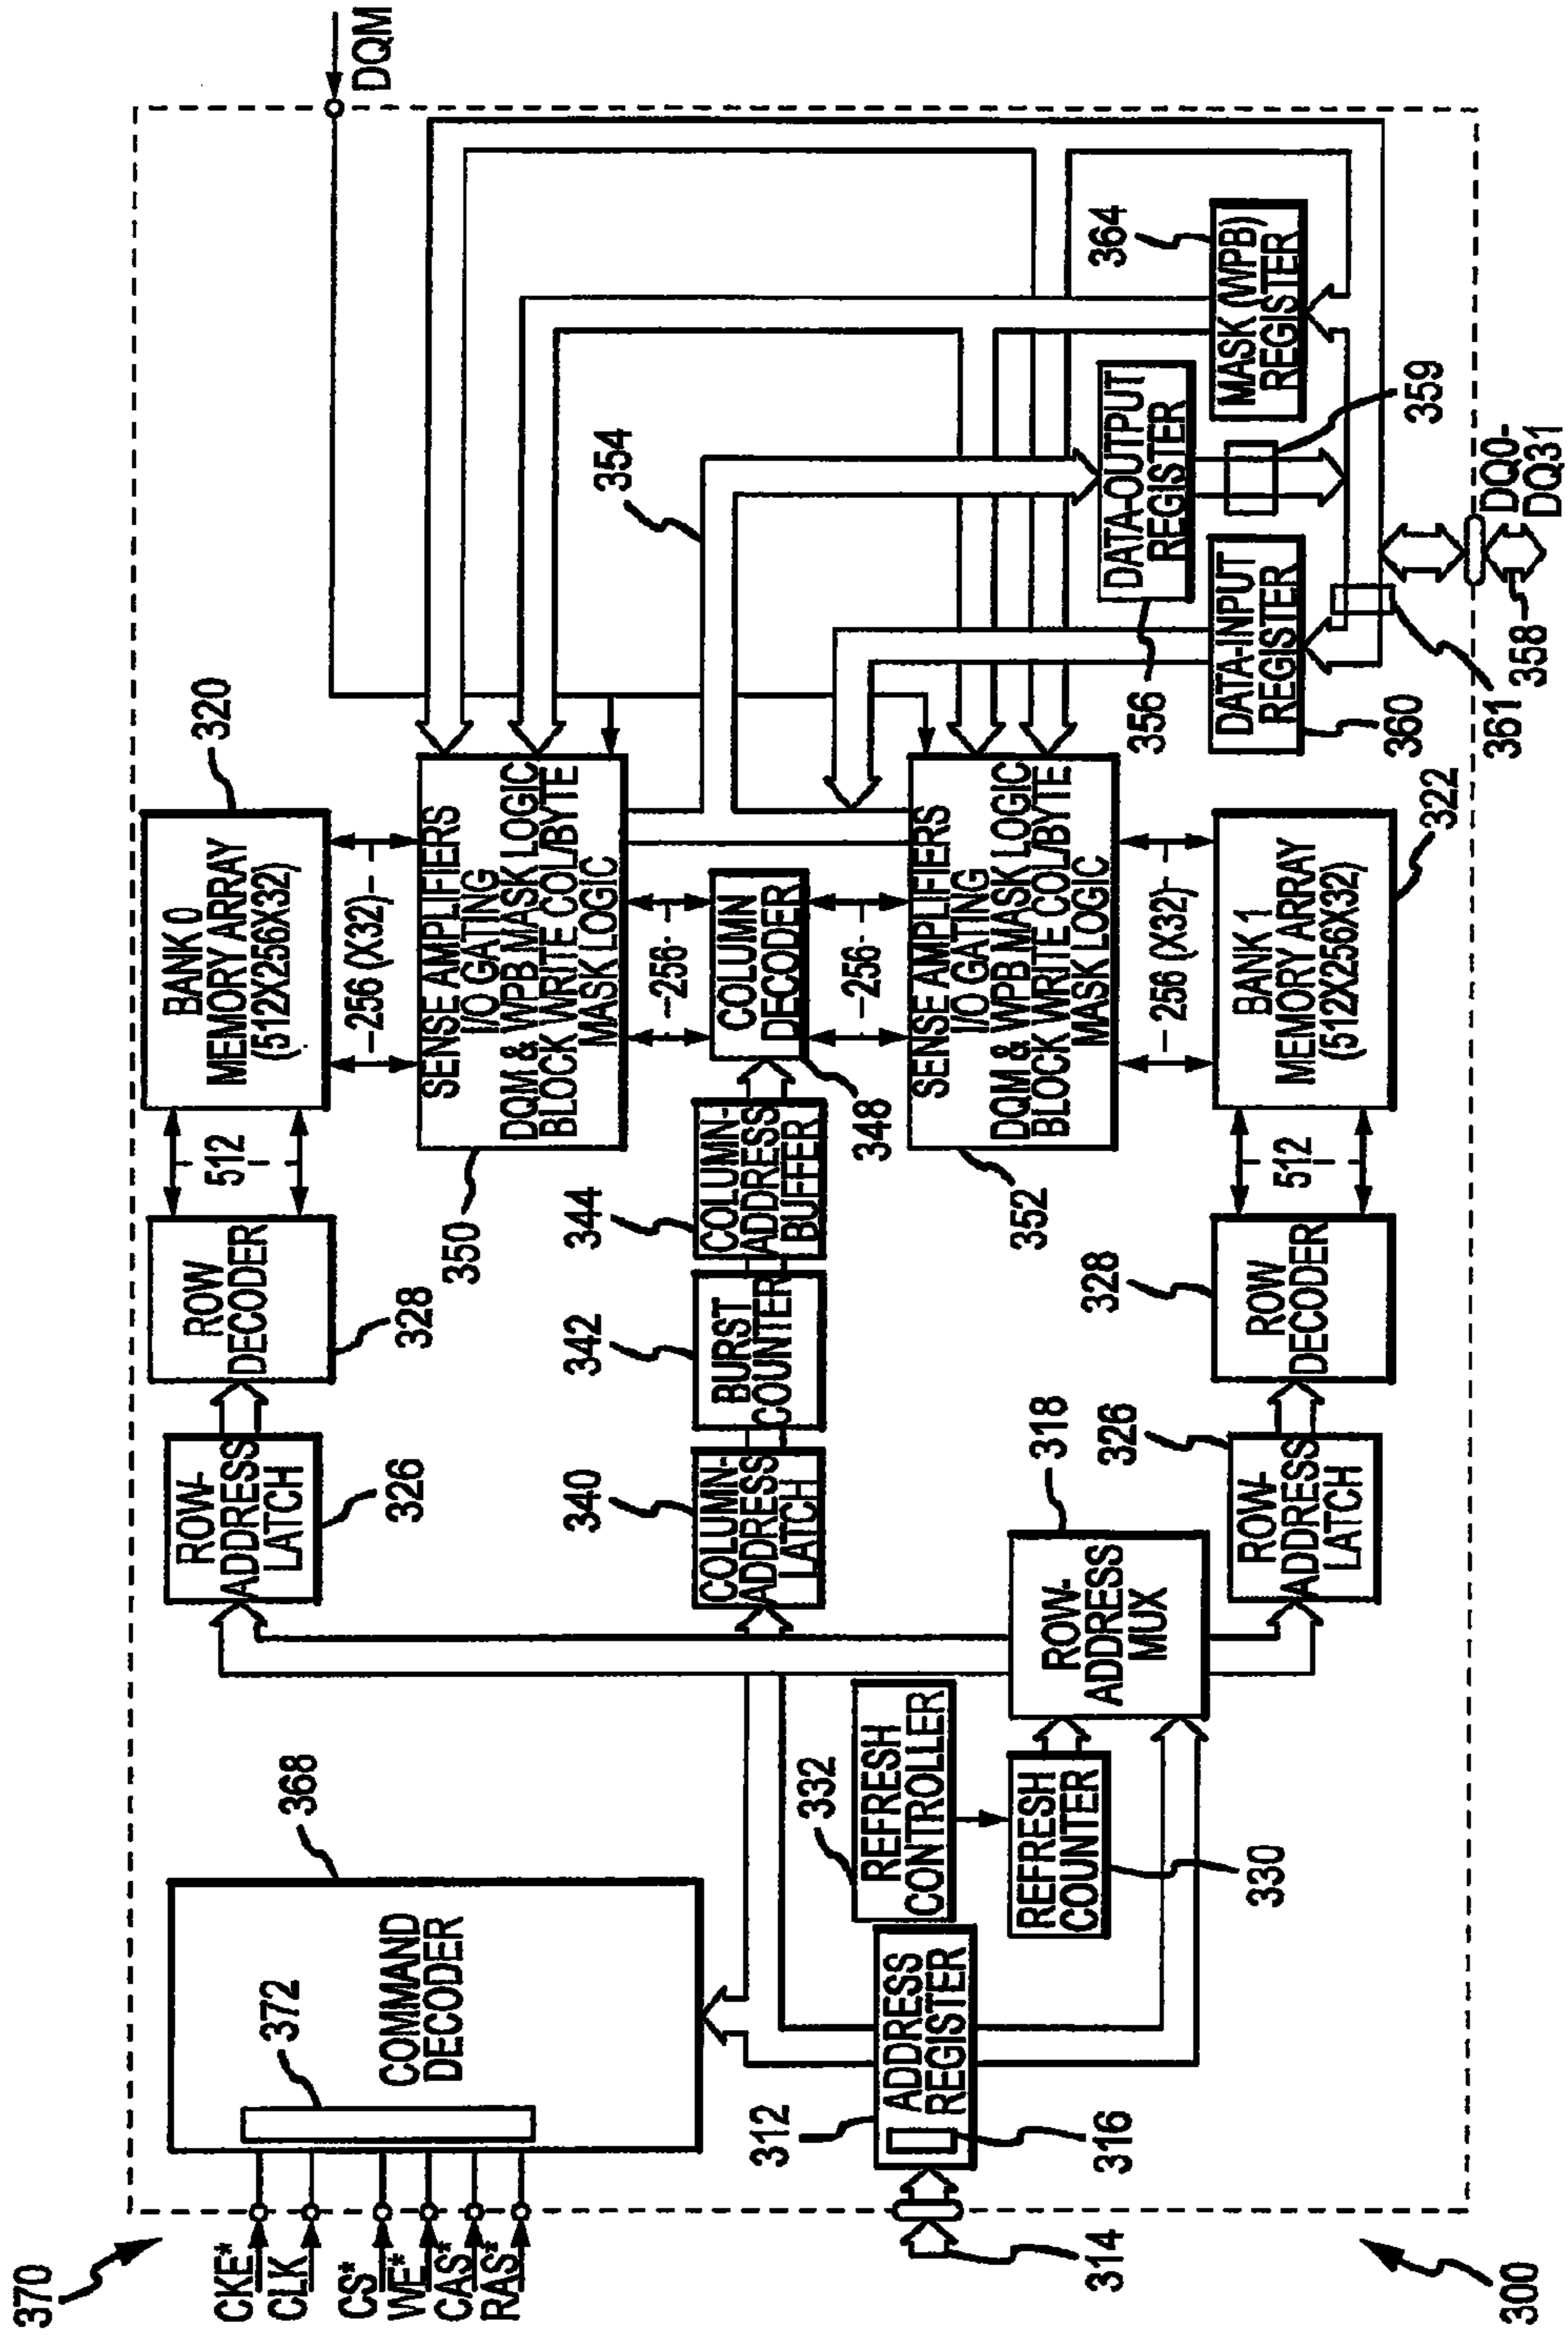 370
CKE*
CLK
CS*
WE*
CAS*
RAS*
372
COMMAND
DECODER
368
314
312
316
ADDRESS
REGISTER
332
REFRESH
CONTROLLER
REFRESH
COUNTER
330
ROW-
ADDRESS
MUX
318
ROW-
ADDRESS
LATCH
326
ROW
DECODER
328
512
BANK 0
MEMORY ARRAY
(512X256X32)
320
256 (X32)
SENSE AMPLIFIERS
I/O GATING
DQM & WPB MASK LOGIC
BLOCK WRITE COL/BYTE
MASK LOGIC
350
256
340
COLUMN-
ADDRESS
LATCH
342
BURST
COUNTER
344
COLUMN-
ADDRESS
BUFFER
COLUMN
DECODER
348
256
SENSE AMPLIFIERS
I/O GATING
DQM & WPB MASK LOGIC
BLOCK WRITE COL/BYTE
MASK LOGIC
352
256 (X32)
326
ROW-
ADDRESS
LATCH
328
ROW
DECODER
512
BANK 1
MEMORY ARRAY
(512X256X32)
322
DQM
354
DATA-OUTPUT
REGISTER
356
DATA-INPUT
REGISTER
360
364
MASK (WPB)
REGISTER
359
361
358
DQ0-
DQ31
300